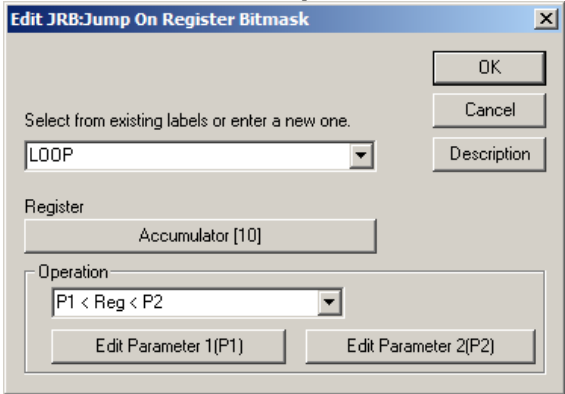 Edit JRB:Jump On Register Bitmask
OK
Cancel
Select from existing labels or enter a new one.
LOOP
Description
Register
Accumulator [10]
Operation
P1 < Reg < P2
Edit Parameter 1(P1)
Edit Parameter 2(P2)